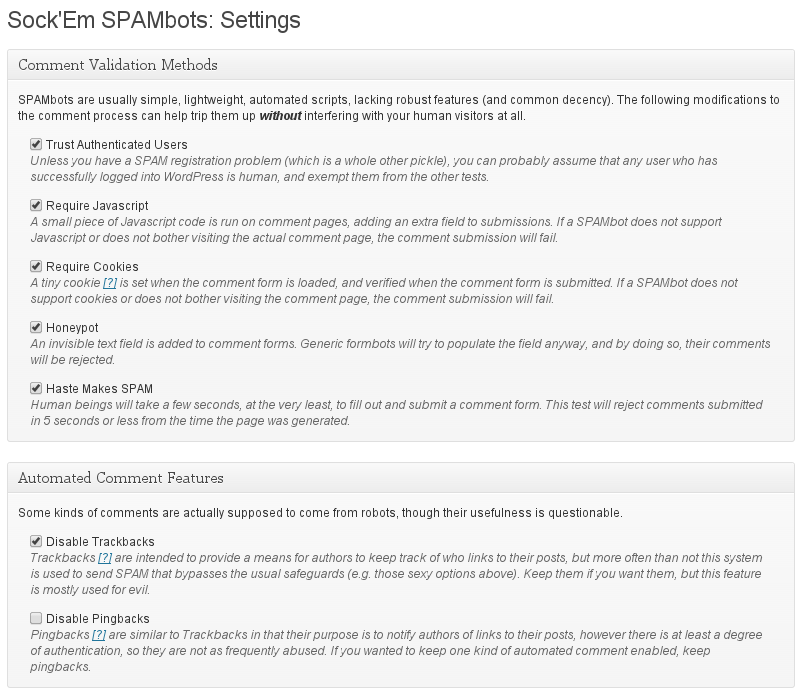 Sock'Em SPAMbots: Settings
Comment Validation Methods
SPAMbots are usually simple, lightweight, automated scripts, lacking robust features (and common decency). The following modifications to
the comment process can help trip them up without interfering with your human visitors at all.
Trust Authenticated Users
Unless you have a SPAM registration problem (which is a whole other pickle), you can probably assume that any user who has
successfully logged into WordPress is human, and exempt them from the other tests.
Require Javascript
A small piece of Javascript code is run on comment pages, adding an extra field to submissions. If a SPAMbot does not support
Javascript or does not bother visiting the actual comment page, the comment submission will fail.
Require Cookies
A tiny cookie [?] is set when the comment form is loaded, and verified when the comment form is submitted. If a SPAMbot does not
support cookies or does not bother visiting the comment page, the comment submission will fail.
Honeypot
An invisible text field is added to comment forms. Generic formbots will try to populate the field anyway, and by doing so, their comments
will be rejected.
Haste Makes SPAM
Human beings will take a few seconds, at the very least, to fill out and submit a comment form. This test will reject comments submitted
in 5 seconds or less from the time the page was generated.
Automated Comment Features
Some kinds of comments are actually supposed to come from robots, though their usefulness is questionable.
Disable Trackbacks
Trackbacks [?] are intended to provide a means for authors to keep track of who links to their posts, but more often than not this system
is used to send SPAM that bypasses the usual safeguards (e.g. those sexy options above). Keep them if you want them, but this feature
is mostly used for evil.
Disable Pingbacks
Pingbacks [?] are similar to Trackbacks in that their purpose is to notify authors of links to their posts, however there is at least a degree
of authentication, so they are not as frequently abused. If you wanted to keep one kind of automated comment enabled, keep
pingbacks.